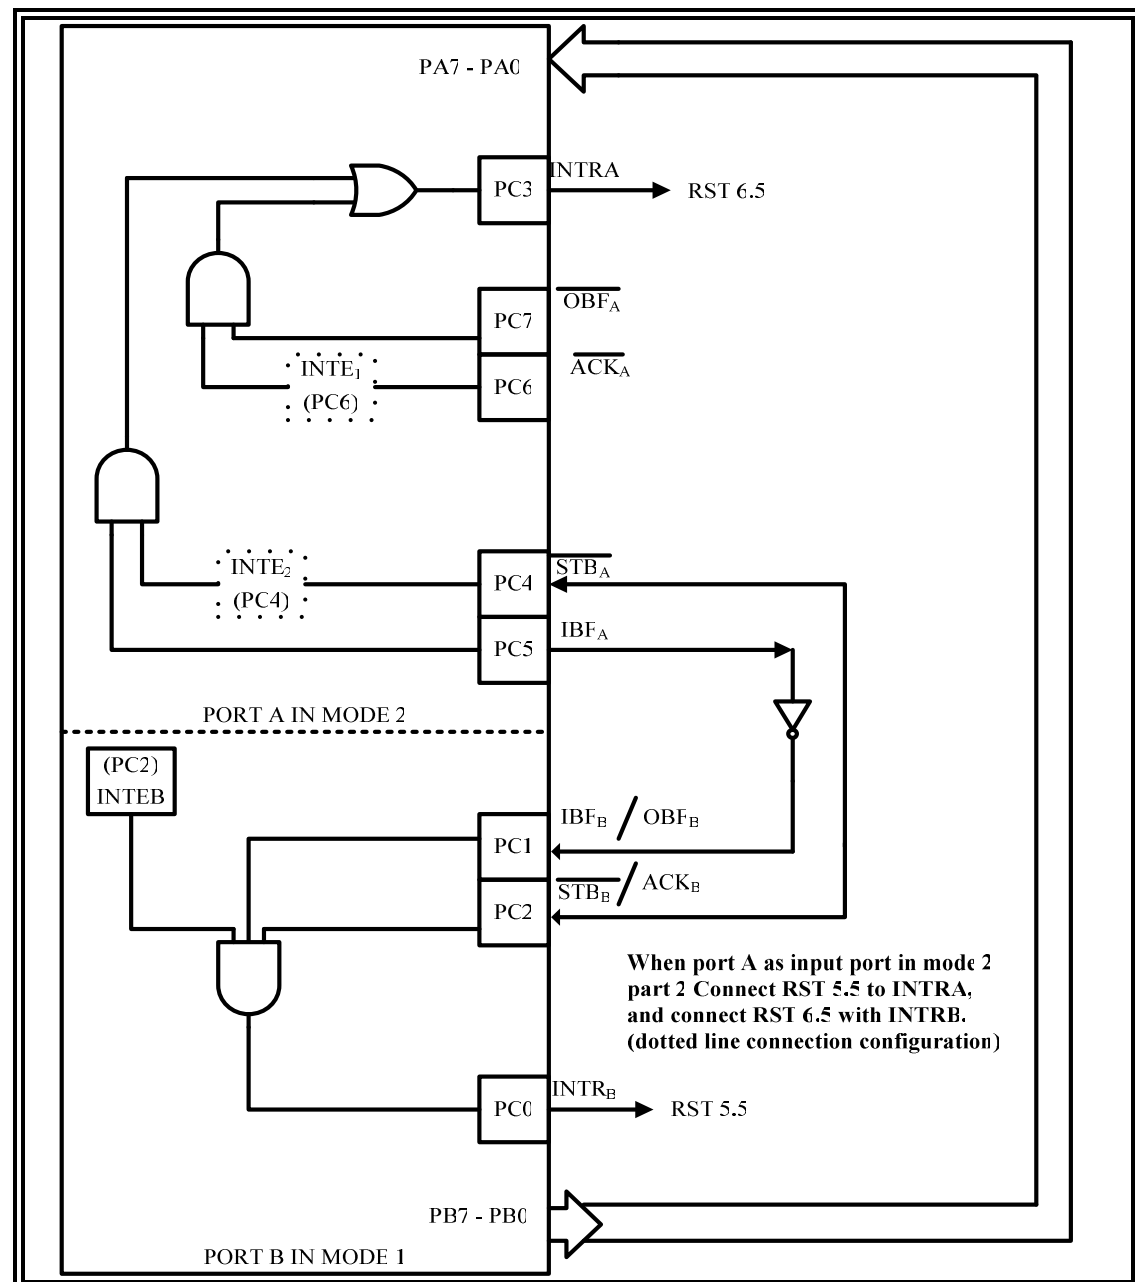 PA7 - PA0
INTRA
PC3
RST 6.5
PC7
OBFA
INTE1
(PC6)
PC6
ACKA
INTE2
(PC4)
PC4
STBA
PC5
IBFA
PORT A IN MODE 2
(PC2)
INTEB
PC1
IBFB / OBFB
PC2
STBB / ACKB
When port A as input port in mode 2
part 2 Connect RST 5.5 to INTRA,
and connect RST 6.5 with INTRB.
(dotted line connection configuration)
PC0
INTRB
RST 5.5
PB7 - PB0
PORT B IN MODE 1